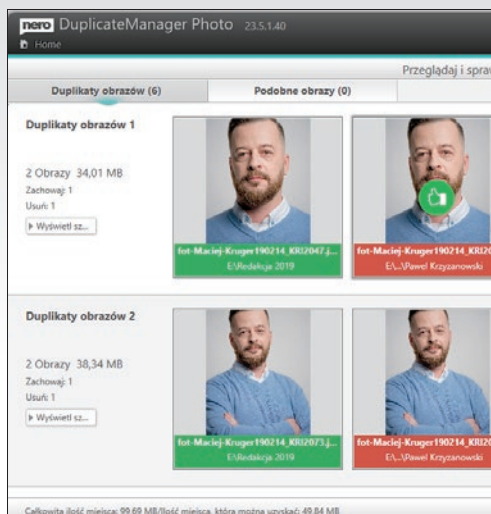 nero DuplicateManager Photo 23.5.1.40
Home
Przeglądaj i spraw
Duplikaty obrazów (6) Podobne obrazy (0)
Duplikaty obrazów 1
2 Obrazy 34,01 MB
Zachowaj: 1
Usuń: 1
Wyświetl sz...
fot-Maciej-Kruger190214_KRI2047.j...
E:\Redakcja 2019
fot-Maciej-Kruger190214_KRI20
E:\...\Pawel Krzyzanowski
Duplikaty obrazów 2
2 Obrazy 38,34 MB
Zachowaj: 1
Usuń: 1
Wyświetl sz...
fot-Maciej-Kruger190214_KRI2073.j...
E:\Redakcja 2019
fot-Maciej-Kruger190214_KRI20
E:\...\Pawel Krzyzanowski
Całkowita ilość miejsca: 99.69 MB/Ilość miejsca, która można uzyskać: 49.84 MB